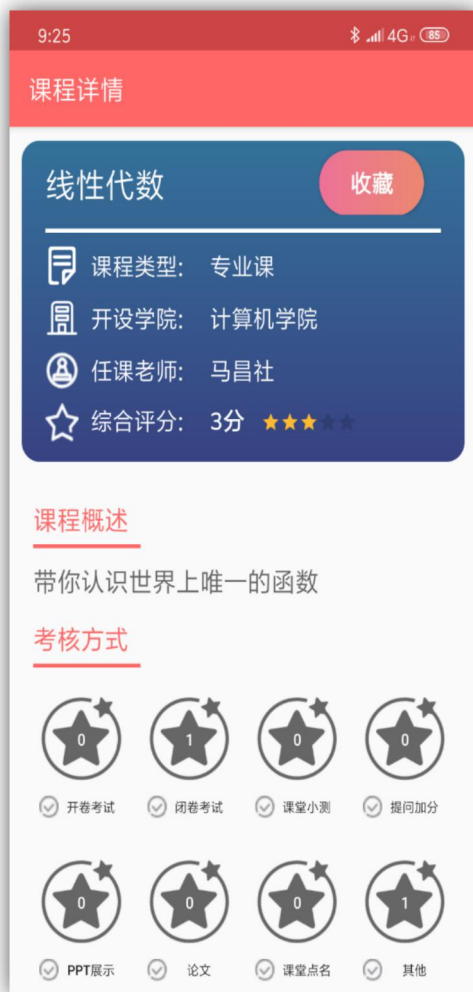 9:25 4G 85
课程详情
线性代数 收藏
课程类型: 专业课
开设学院: 计算机学院
任课老师: 马昌社
综合评分: 3分
课程概述
带你认识世界上唯一的函数
考核方式
0 1 0 0
开卷考试 闭卷考试 课堂小测 提问加分
0 0 0 1
PPT展示 论文 课堂点名 其他